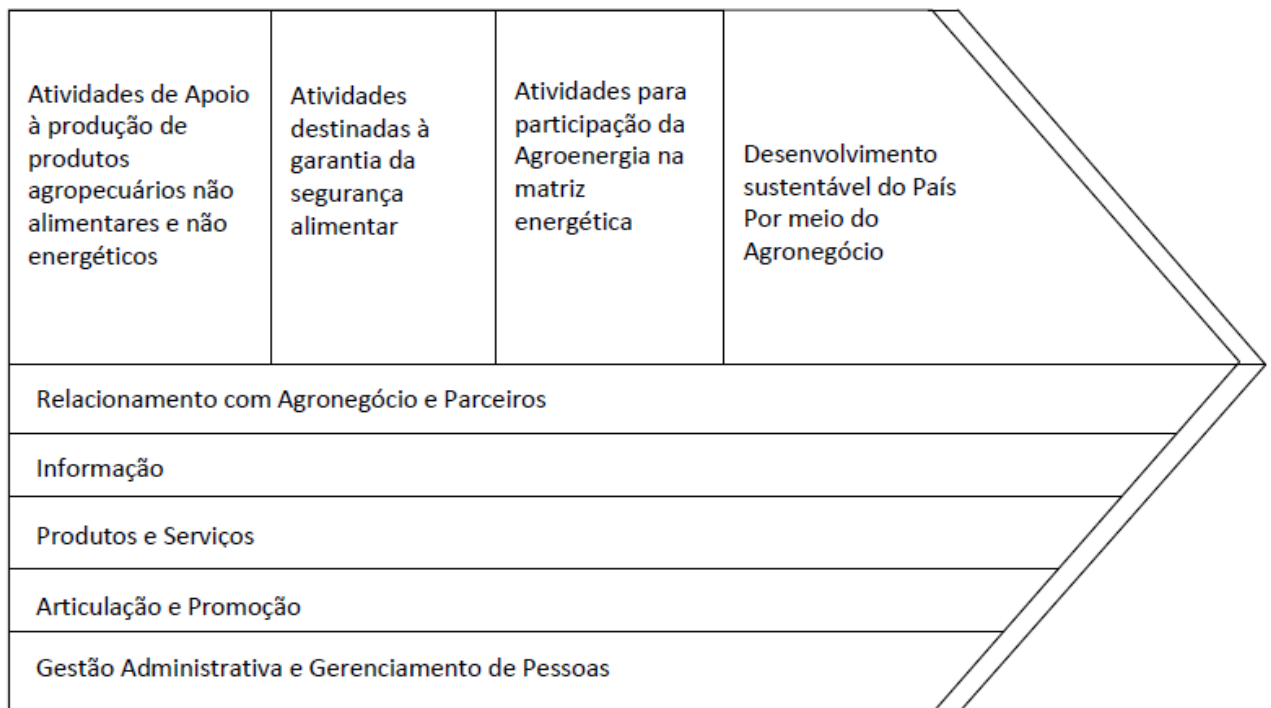 Atividades de Apoio
à produção de
produtos
agropecuários não
alimentares e não
energéticos
Atividades
destinadas à
garantia da
segurança
alimentar
Atividades para
participação da
Agroenergia na
matriz
energética
Desenvolvimento
sustentável do País
Por meio do
Agronegócio
Relacionamento com Agronegócio e Parceiros
Informação
Produtos e Serviços
Articulação e Promoção
Gestão Administrativa e Gerenciamento de Pessoas